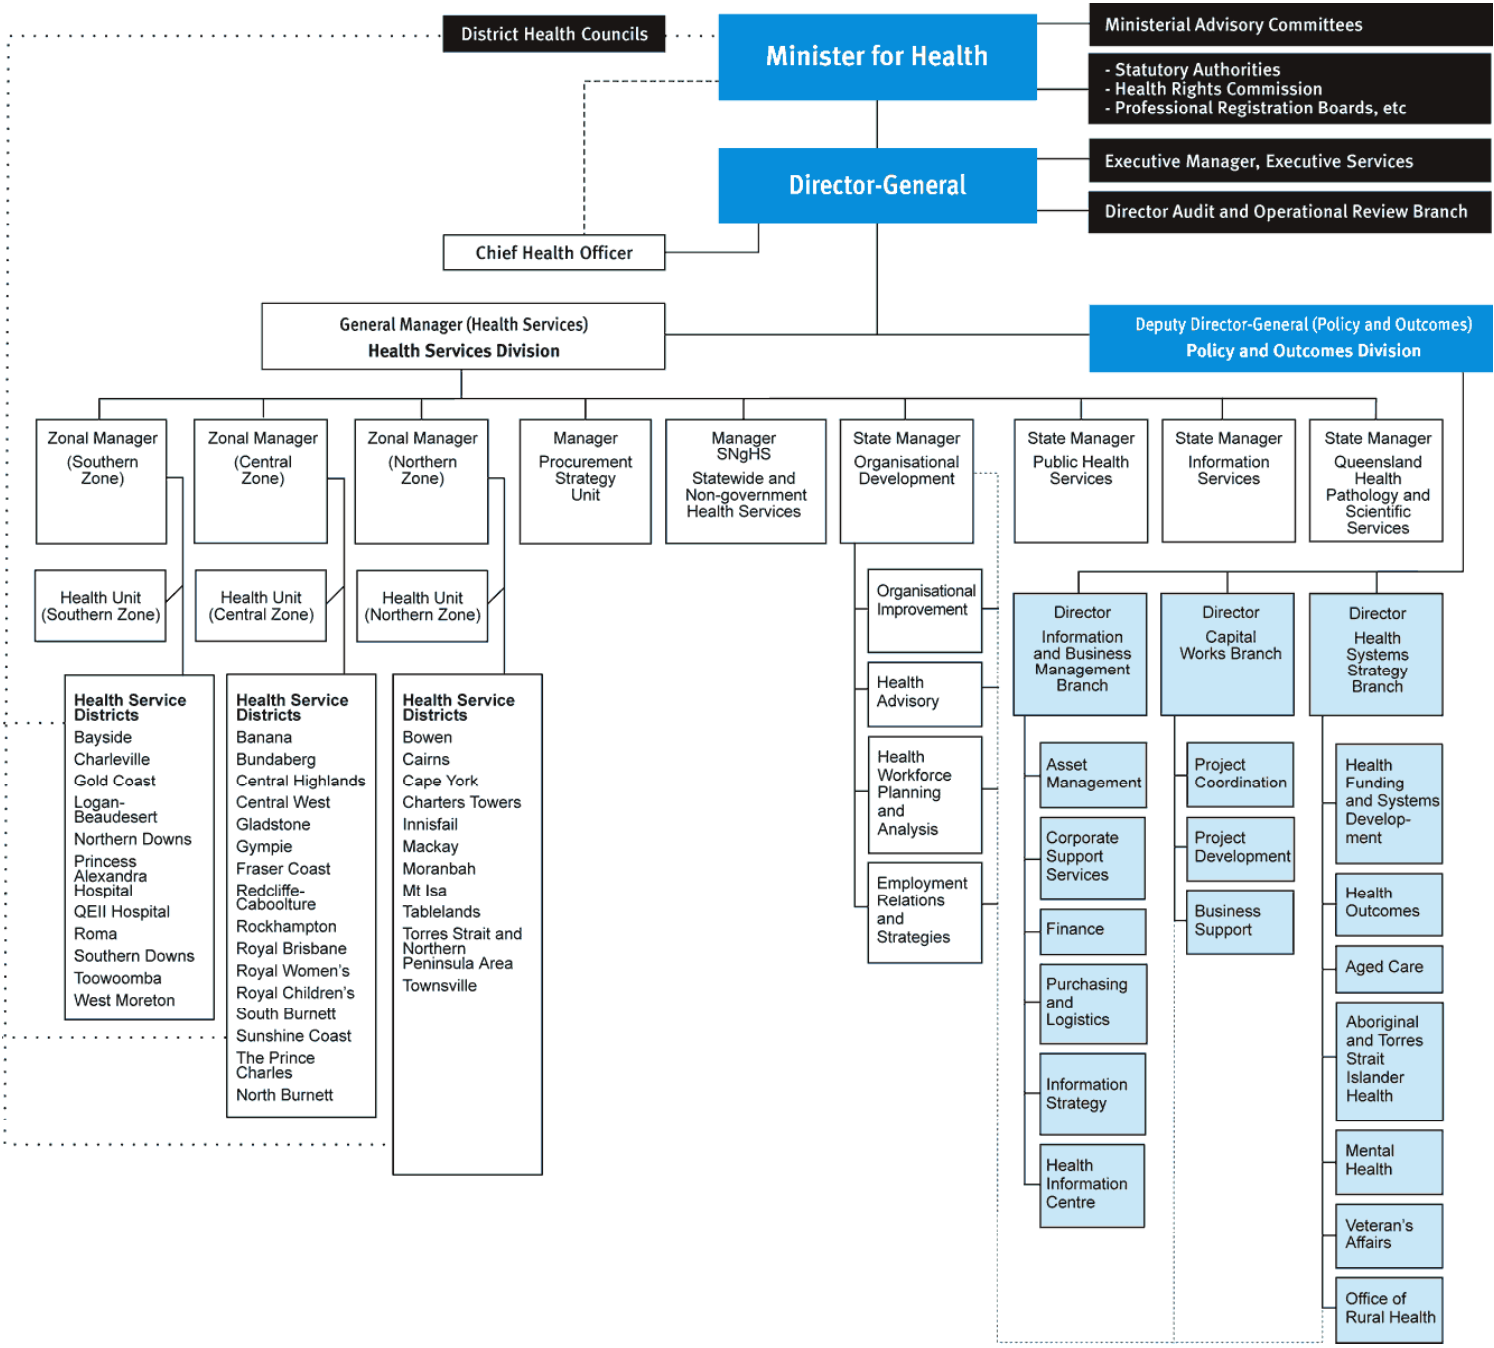 District Health Councils
Minister for Health
Ministerial Advisory Committees
- Statutory Authorities
- Health Rights Commission
- Professional Registration Boards, etc
Director-General
Executive Manager, Executive Services
Director Audit and Operational Review Branch
Chief Health Officer
General Manager (Health Services)
Health Services Division
Deputy Director-General (Policy and Outcomes)
Policy and Outcomes Division
Zonal Manager
(Southern
Zone)
Zonal Manager
(Central
Zone)
Zonal Manager
(Northern
Zone)
Manager
Procurement
Strategy
Unit
Manager
SNgHS
Statewide and
Non-government
Health Services
State Manager
Organisational
Development
State Manager
Public Health
Services
State Manager
Information
Services
State Manager
Queensland
Health
Pathology and
Scientific
Services
Health Unit
(Southern Zone)
Health Unit
(Central Zone)
Health Unit
(Northern Zone)
Health Service
Districts
Bayside
Charleville
Gold Coast
Logan-
Beaudesert
Northern Downs
Princess
Alexandra
Hospital
QEII Hospital
Roma
Southern Downs
Toowoomba
West Moreton
Health Service
Districts
Banana
Bundaberg
Central Highlands
Central West
Gladstone
Gympie
Fraser Coast
Redcliffe-
Caboolture
Rockhampton
Royal Brisbane
Royal Women's
Royal Children's
South Burnett
Sunshine Coast
The Prince
Charles
North Burnett
Health Service
Districts
Bowen
Cairns
Cape York
Charters Towers
Innisfail
Mackay
Moranbah
Mt Isa
Tablelands
Torres Strait and
Northern
Peninsula Area
Townsville
Organisational
Improvement
Health
Advisory
Health
Workforce
Planning
and
Analysis
Employment
Relations
and
Strategies
Director
Information
and Business
Management
Branch
Asset
Management
Corporate
Support
Services
Finance
Purchasing
and
Logistics
Information
Strategy
Health
Information
Centre
Director
Capital
Works Branch
Project
Coordination
Project
Development
Business
Support
Director
Health
Systems
Strategy
Branch
Health
Funding
and Systems
Develop-
ment
Health
Outcomes
Aged Care
Aboriginal
and Torres
Strait
Islander
Health
Mental
Health
Veteran's
Affairs
Office of
Rural Health